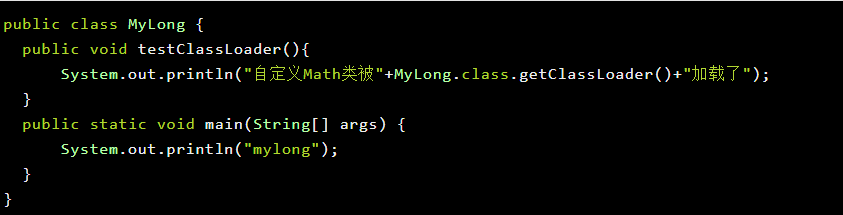 public class MyLong {
  public void testClassLoader(){
      System.out.println("自定义Math类被"+MyLong.class.getClassLoader()+"加载了");
  }
  public static void main(String[] args) {
      System.out.println("mylong");
  }
}